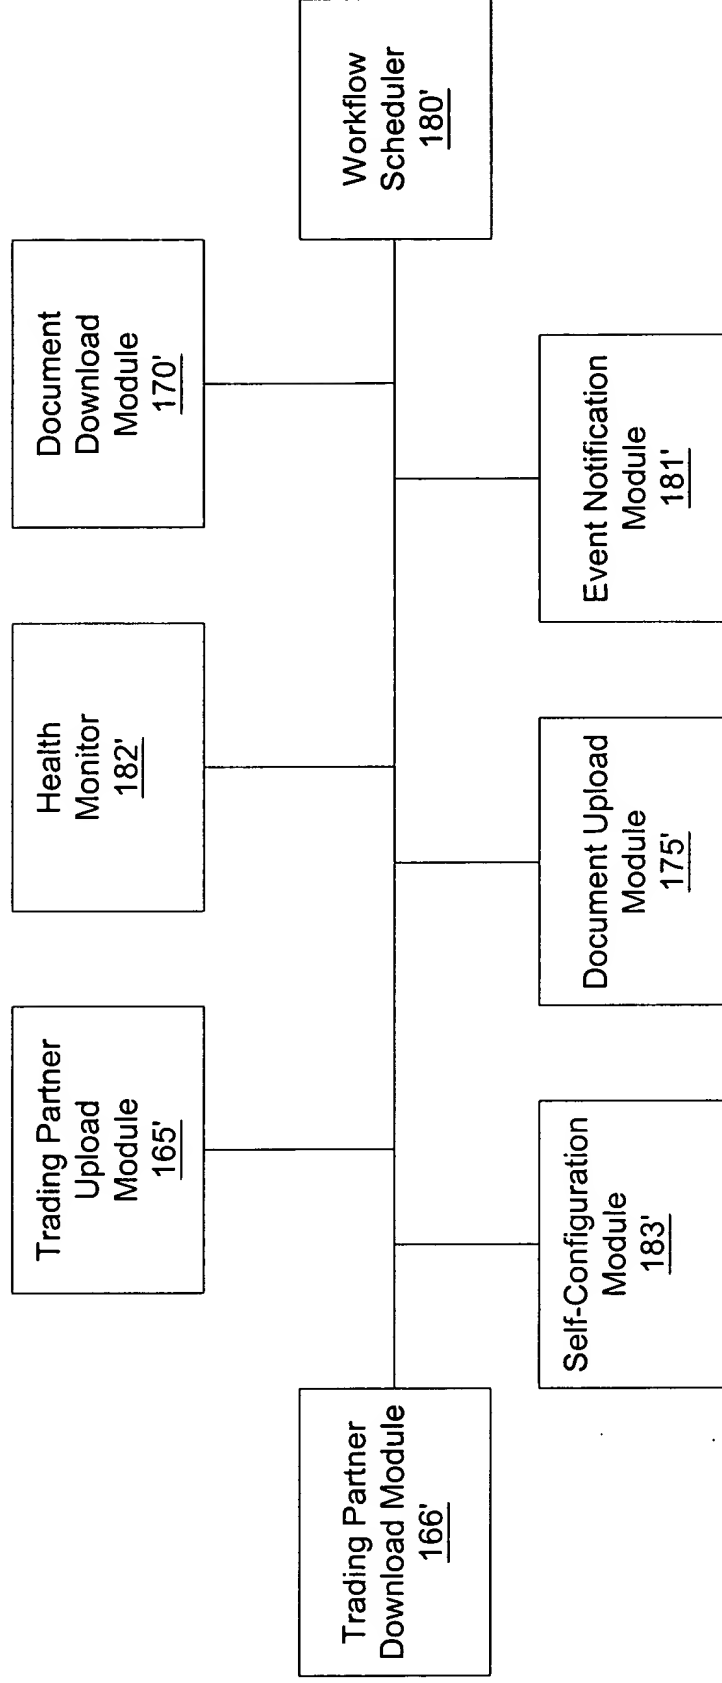 Trading Partner
Upload
Module
165'
Health
Monitor
182'
Document
Download
Module
170'
Trading Partner
Download Module
166'
Workflow
Scheduler
180'
Self-Configuration
Module
183'
Document Upload
Module
175'
Event Notification
Module
181'